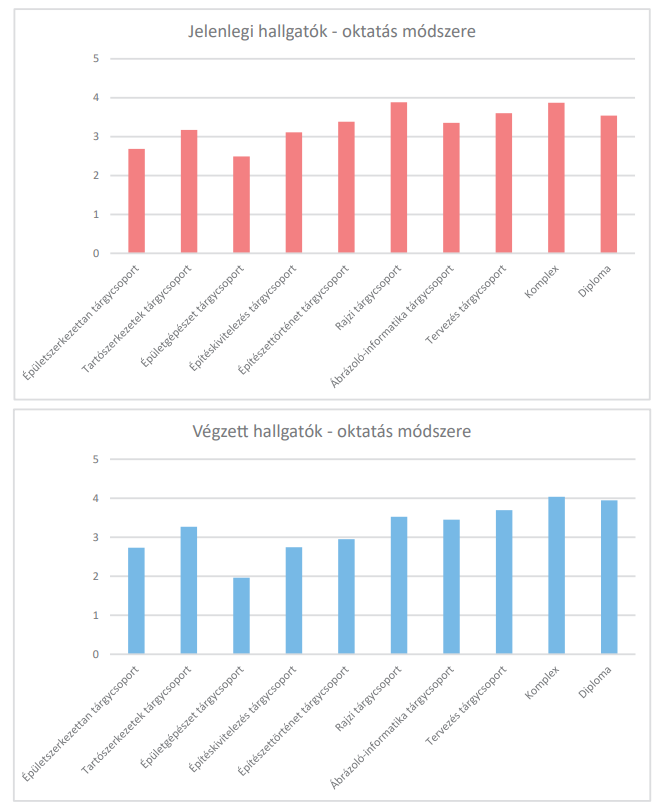 Jelenlegi hallgatók - oktatás módszere
5
4
3
2
1
0
Épületszerkezettan tárgycsoport
Tartószerkezetek tárgycsoport
Épületgépészet tárgycsoport
Építéskivitelezés tárgycsoport
Építészettörténet tárgycsoport
Rajzi tárgycsoport
Ábrázoló-informatika tárgycsoport
Tervezés tárgycsoport
Komplex
Diploma
Végzett hallgatók - oktatás módszere
5
4
3
2
1
0
Épületszerkezettan tárgycsoport
Tartószerkezetek tárgycsoport
Épületgépészet tárgycsoport
Építéskivitelezés tárgycsoport
Építészettörténet tárgycsoport
Rajzi tárgycsoport
Ábrázoló-informatika tárgycsoport
Tervezés tárgycsoport
Komplex
Diploma